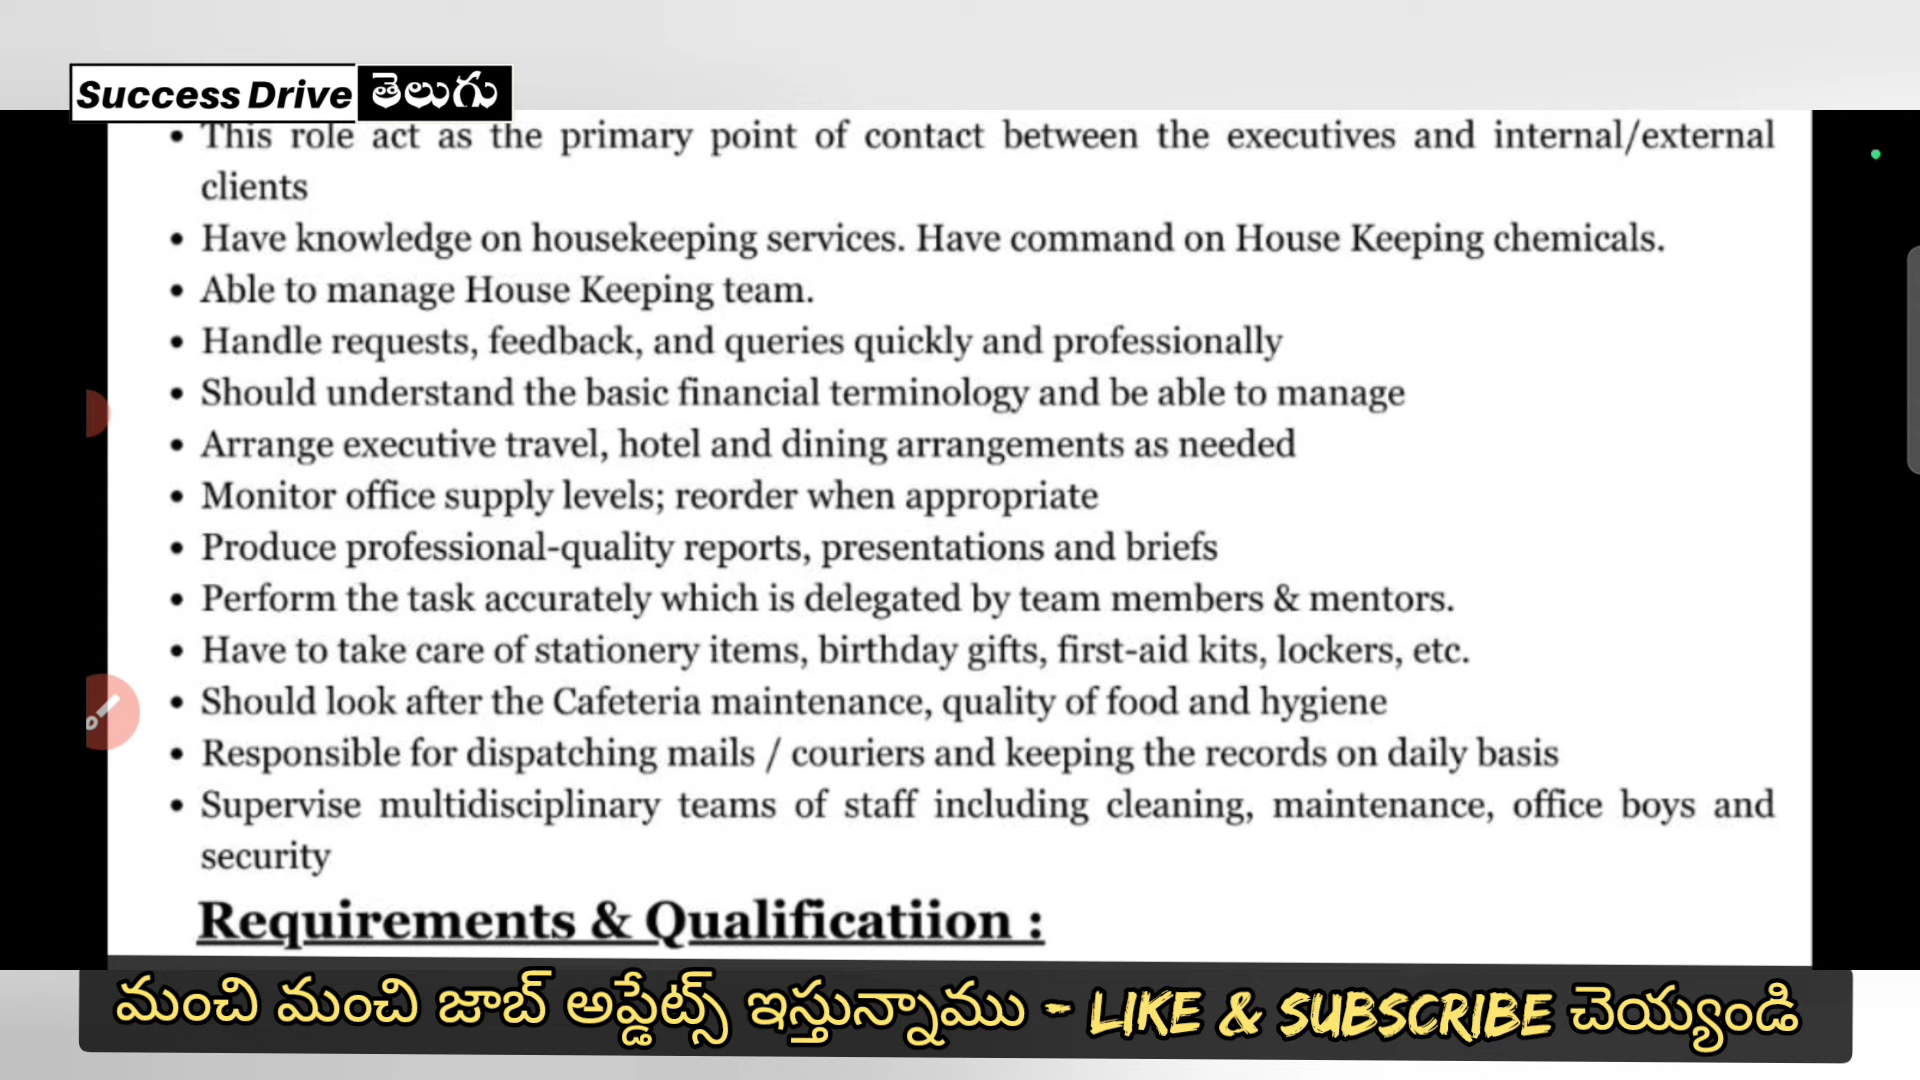 Success Drive తెలుగు
• This role act as the primary point of contact between the executives and internal/external
clients
• Have knowledge on housekeeping services. Have command on House Keeping chemicals.
• Able to manage House Keeping team.
• Handle requests, feedback, and queries quickly and professionally
• Should understand the basic financial terminology and be able to manage
• Arrange executive travel, hotel and dining arrangements as needed
• Monitor office supply levels; reorder when appropriate
• Produce professional-quality reports, presentations and briefs
• Perform the task accurately which is delegated by team members & mentors.
• Have to take care of stationery items, birthday gifts, first-aid kits, lockers, etc.
• Should look after the Cafeteria maintenance, quality of food and hygiene
• Responsible for dispatching mails / couriers and keeping the records on daily basis
• Supervise multidisciplinary teams of staff including cleaning, maintenance, office boys and
security
Requirements & Qualificatiion :
మంచి మంచి జాబ్ అప్డేట్స్ ఇస్తున్నాము - LIKE & SUBSCRIBE చెయ్యండి